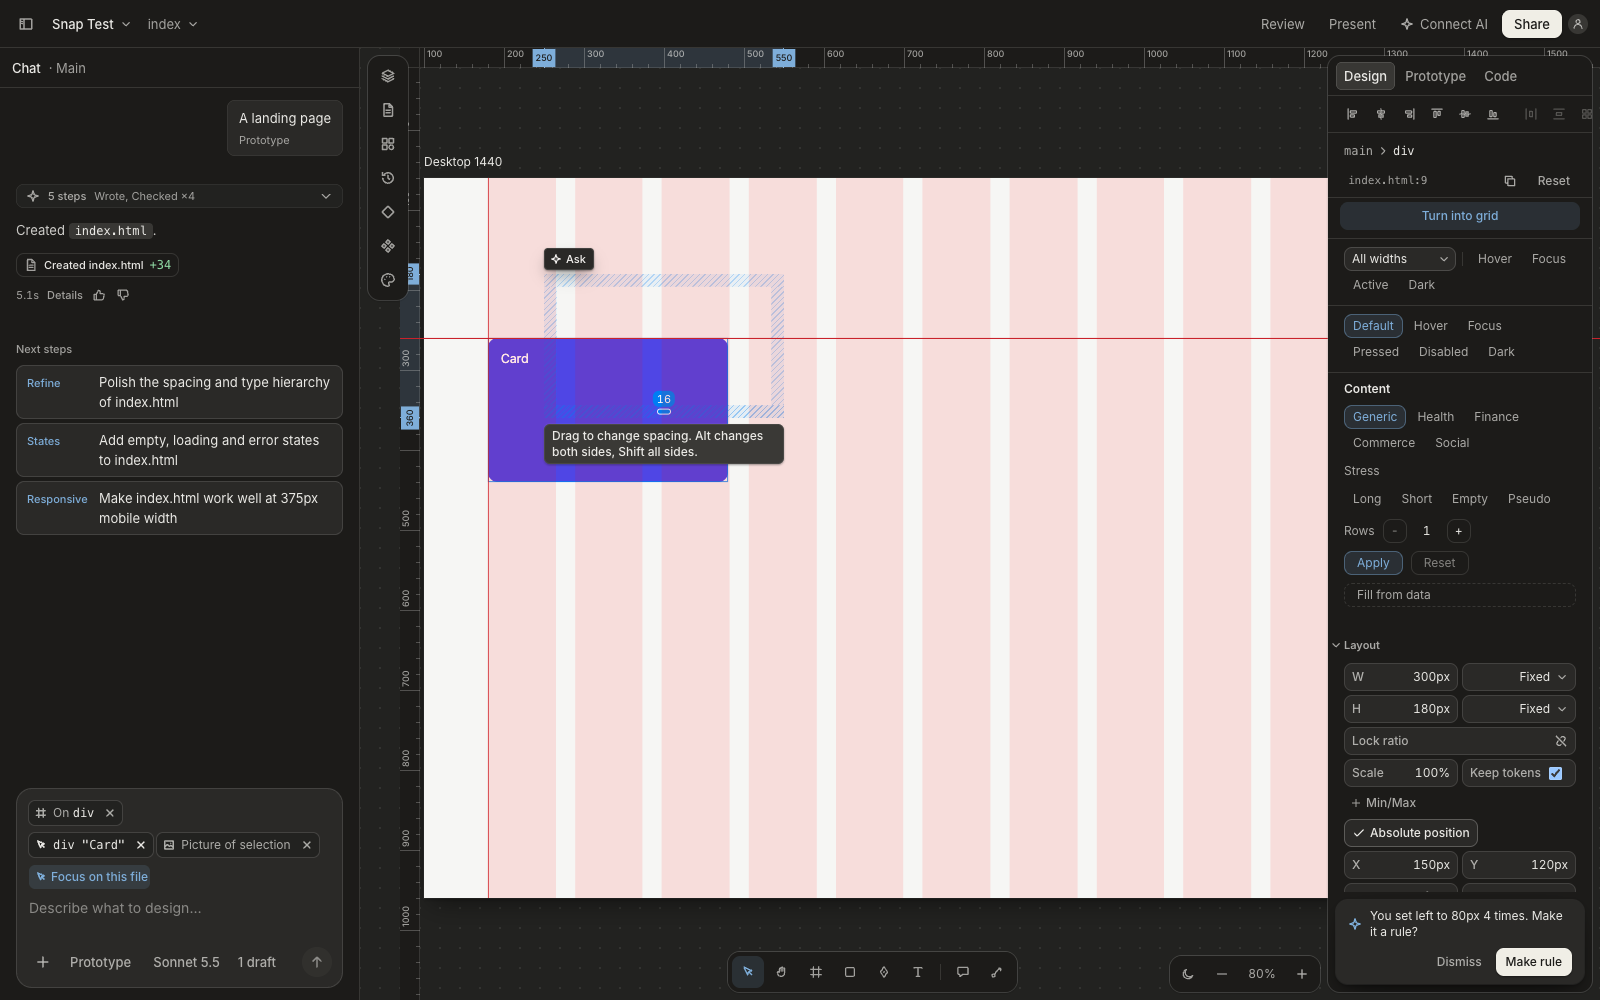 Snap Test
index
Review
Present
Connect AI
Share
Chat · Main
A landing page
Prototype
5 steps Wrote, Checked ×4
Created index.html.
Created index.html +34
5.1s Details
Next steps
Refine Polish the spacing and type hierarchy
of index.html
States Add empty, loading and error states
to index.html
Responsive Make index.html work well at 375px
mobile width
On div
div "Card"
Picture of selection
Focus on this file
Describe what to design...
Prototype Sonnet 5.5 1 draft
100 200 250 300 400 500 550 600 700 800 900 1000 1100 1200 1300 1400 1500
180
300
360
500
600
700
800
900
1000
Desktop 1440
Ask
Card
16
Drag to change spacing. Alt changes
both sides, Shift all sides.
80%
Design Prototype Code
main > div
index.html:9 Reset
Turn into grid
All widths Hover Focus
Active Dark
Default Hover Focus
Pressed Disabled Dark
Content
Generic Health Finance
Commerce Social
Stress
Long Short Empty Pseudo
Rows - 1 +
Apply Reset
Fill from data
Layout
W 300px Fixed
H 180px Fixed
Lock ratio
Scale 100% Keep tokens
+ Min/Max
Absolute position
X 150px Y 120px
You set left to 80px 4 times. Make
it a rule?
Dismiss Make rule